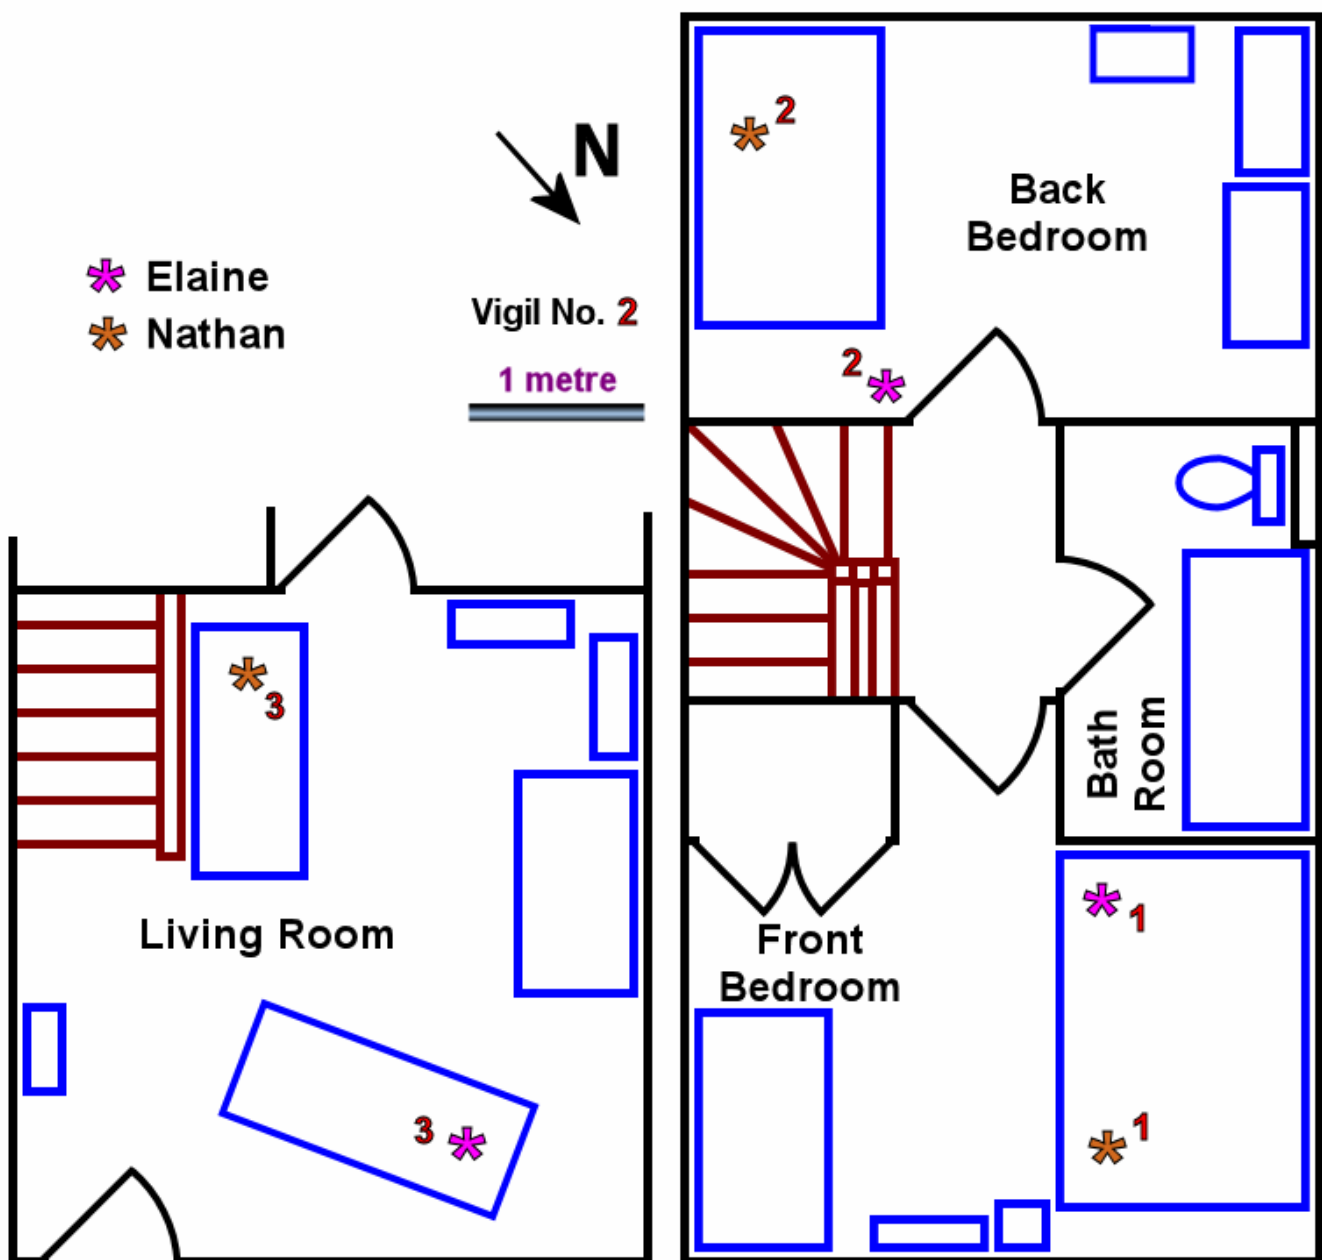 N
Elaine
Nathan
Vigil No. 2
1 metre
3
Living Room
3
2
Back
Bedroom
2
Bath
Room
Front
Bedroom
1
1